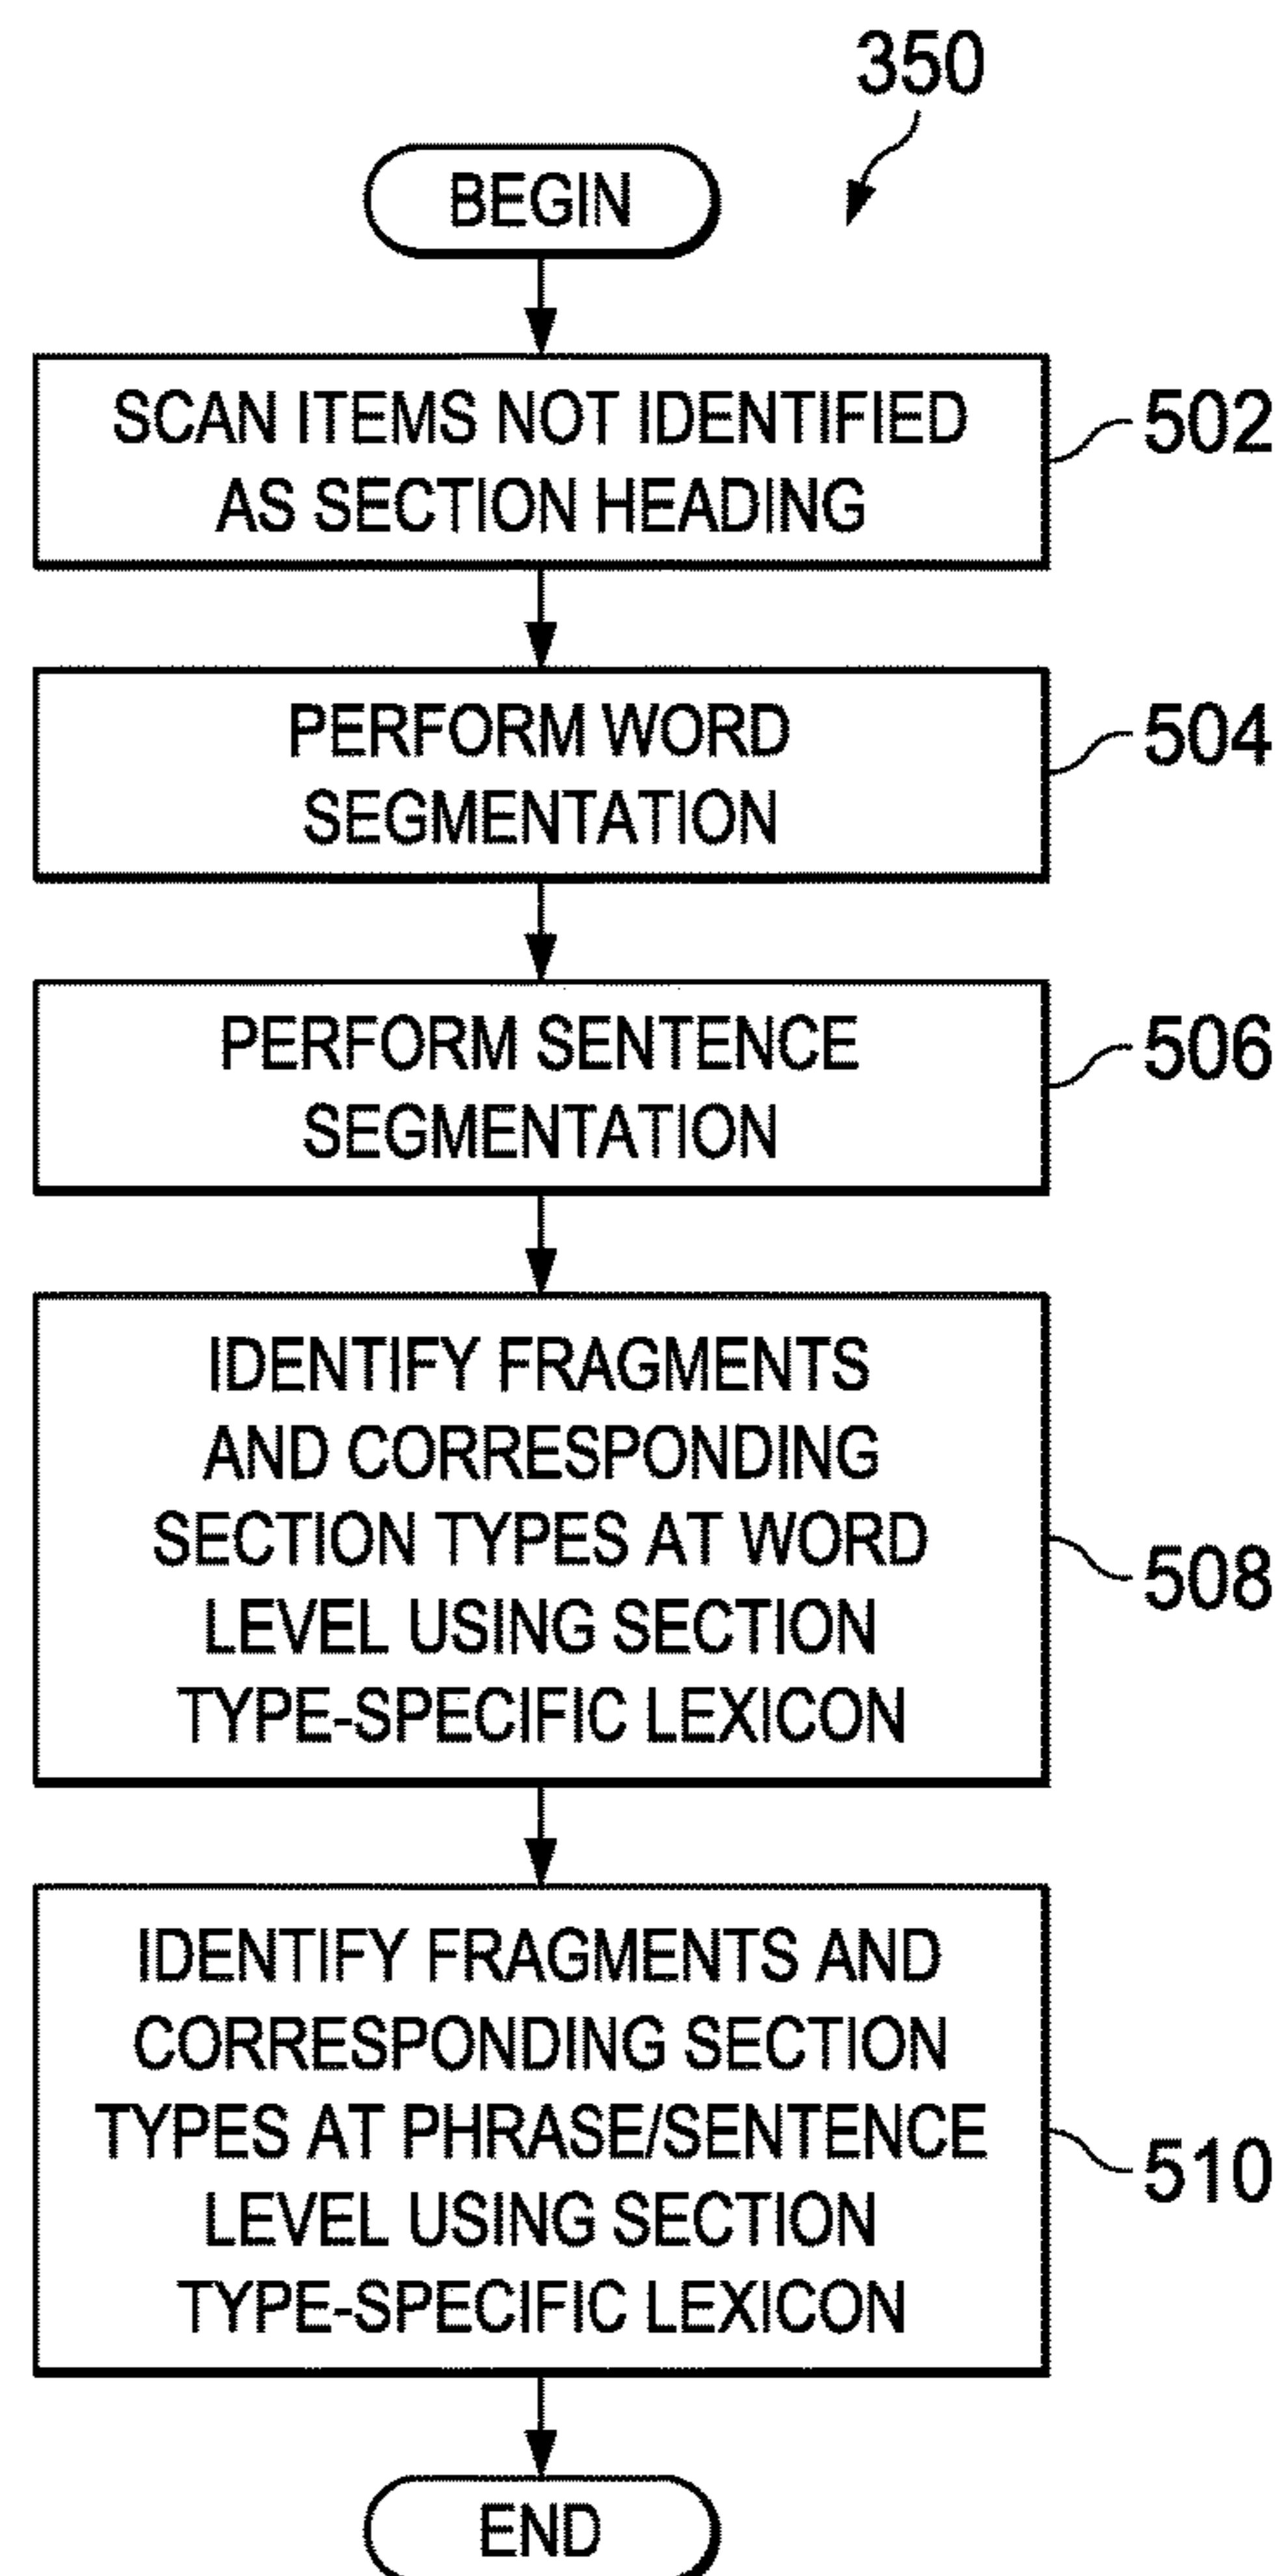 350
BEGIN
SCAN ITEMS NOT IDENTIFIED
AS SECTION HEADING
502
PERFORM WORD
SEGMENTATION
504
PERFORM SENTENCE
SEGMENTATION
506
IDENTIFY FRAGMENTS
AND CORRESPONDING
SECTION TYPES AT WORD
LEVEL USING SECTION
TYPE-SPECIFIC LEXICON
508
IDENTIFY FRAGMENTS AND
CORRESPONDING SECTION
TYPES AT PHRASE/SENTENCE
LEVEL USING SECTION
TYPE-SPECIFIC LEXICON
510
END